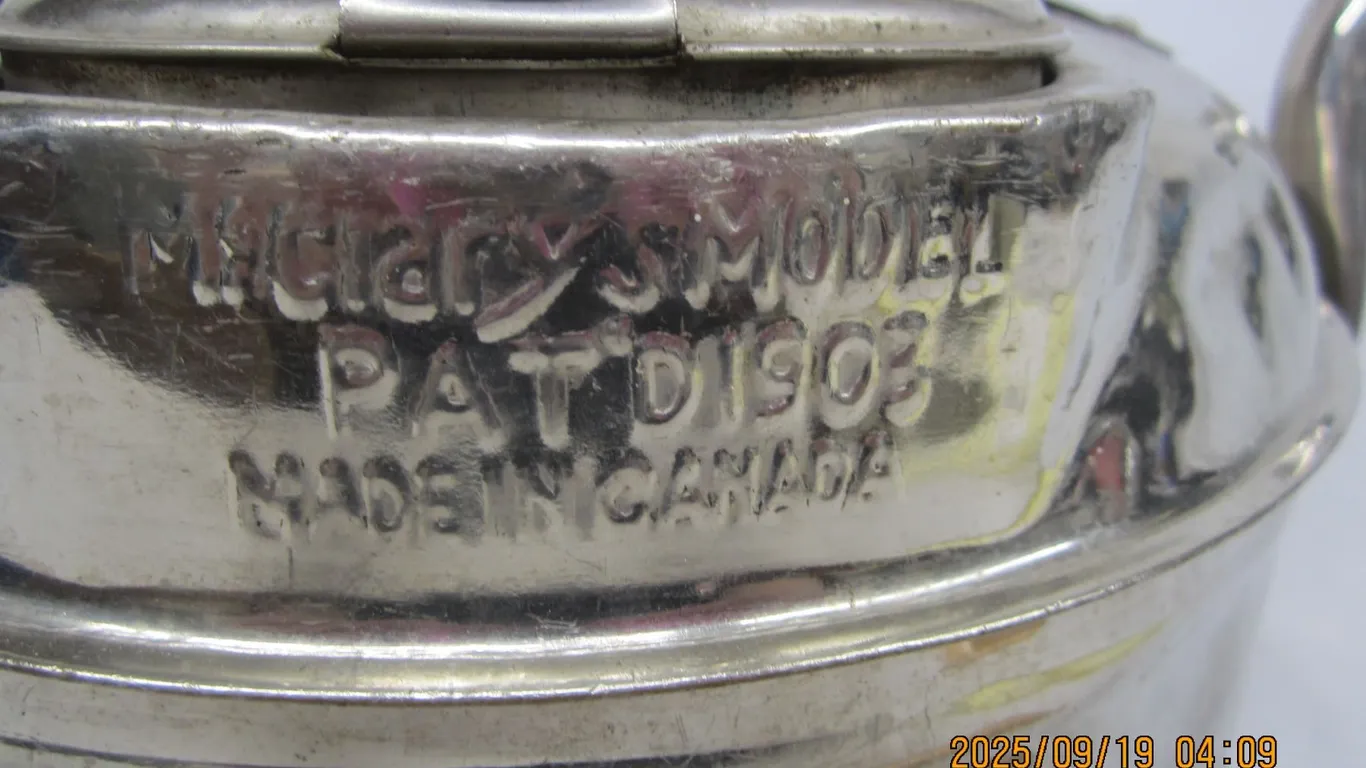 McClary's MODEL
PAT'D 1903
MADE IN CANADA
2025/09/19 04:09